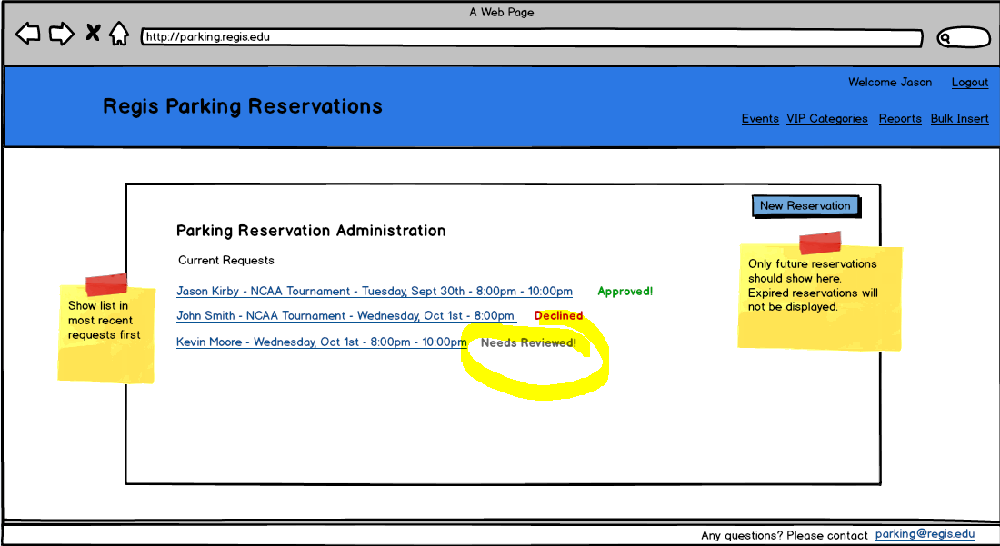 A Web Page
http://parking.regis.edu
Welcome Jason Logout
Regis Parking Reservations
Events VIP Categories Reports Bulk Insert
New Reservation
Parking Reservation Administration
Current Requests
Jason Kirby - NCAA Tournament - Tuesday, Sept 30th - 8:00pm - 10:00pm Approved!
John Smith - NCAA Tournament - Wednesday, Oct 1st - 8:00pm Declined
Kevin Moore - Wednesday, Oct 1st - 8:00pm - 10:00pm Needs Reviewed!
Show list in
most recent
requests first
Only future reservations
should show here.
Expired reservations will
not be displayed.
Any questions? Please contact parking@regis.edu